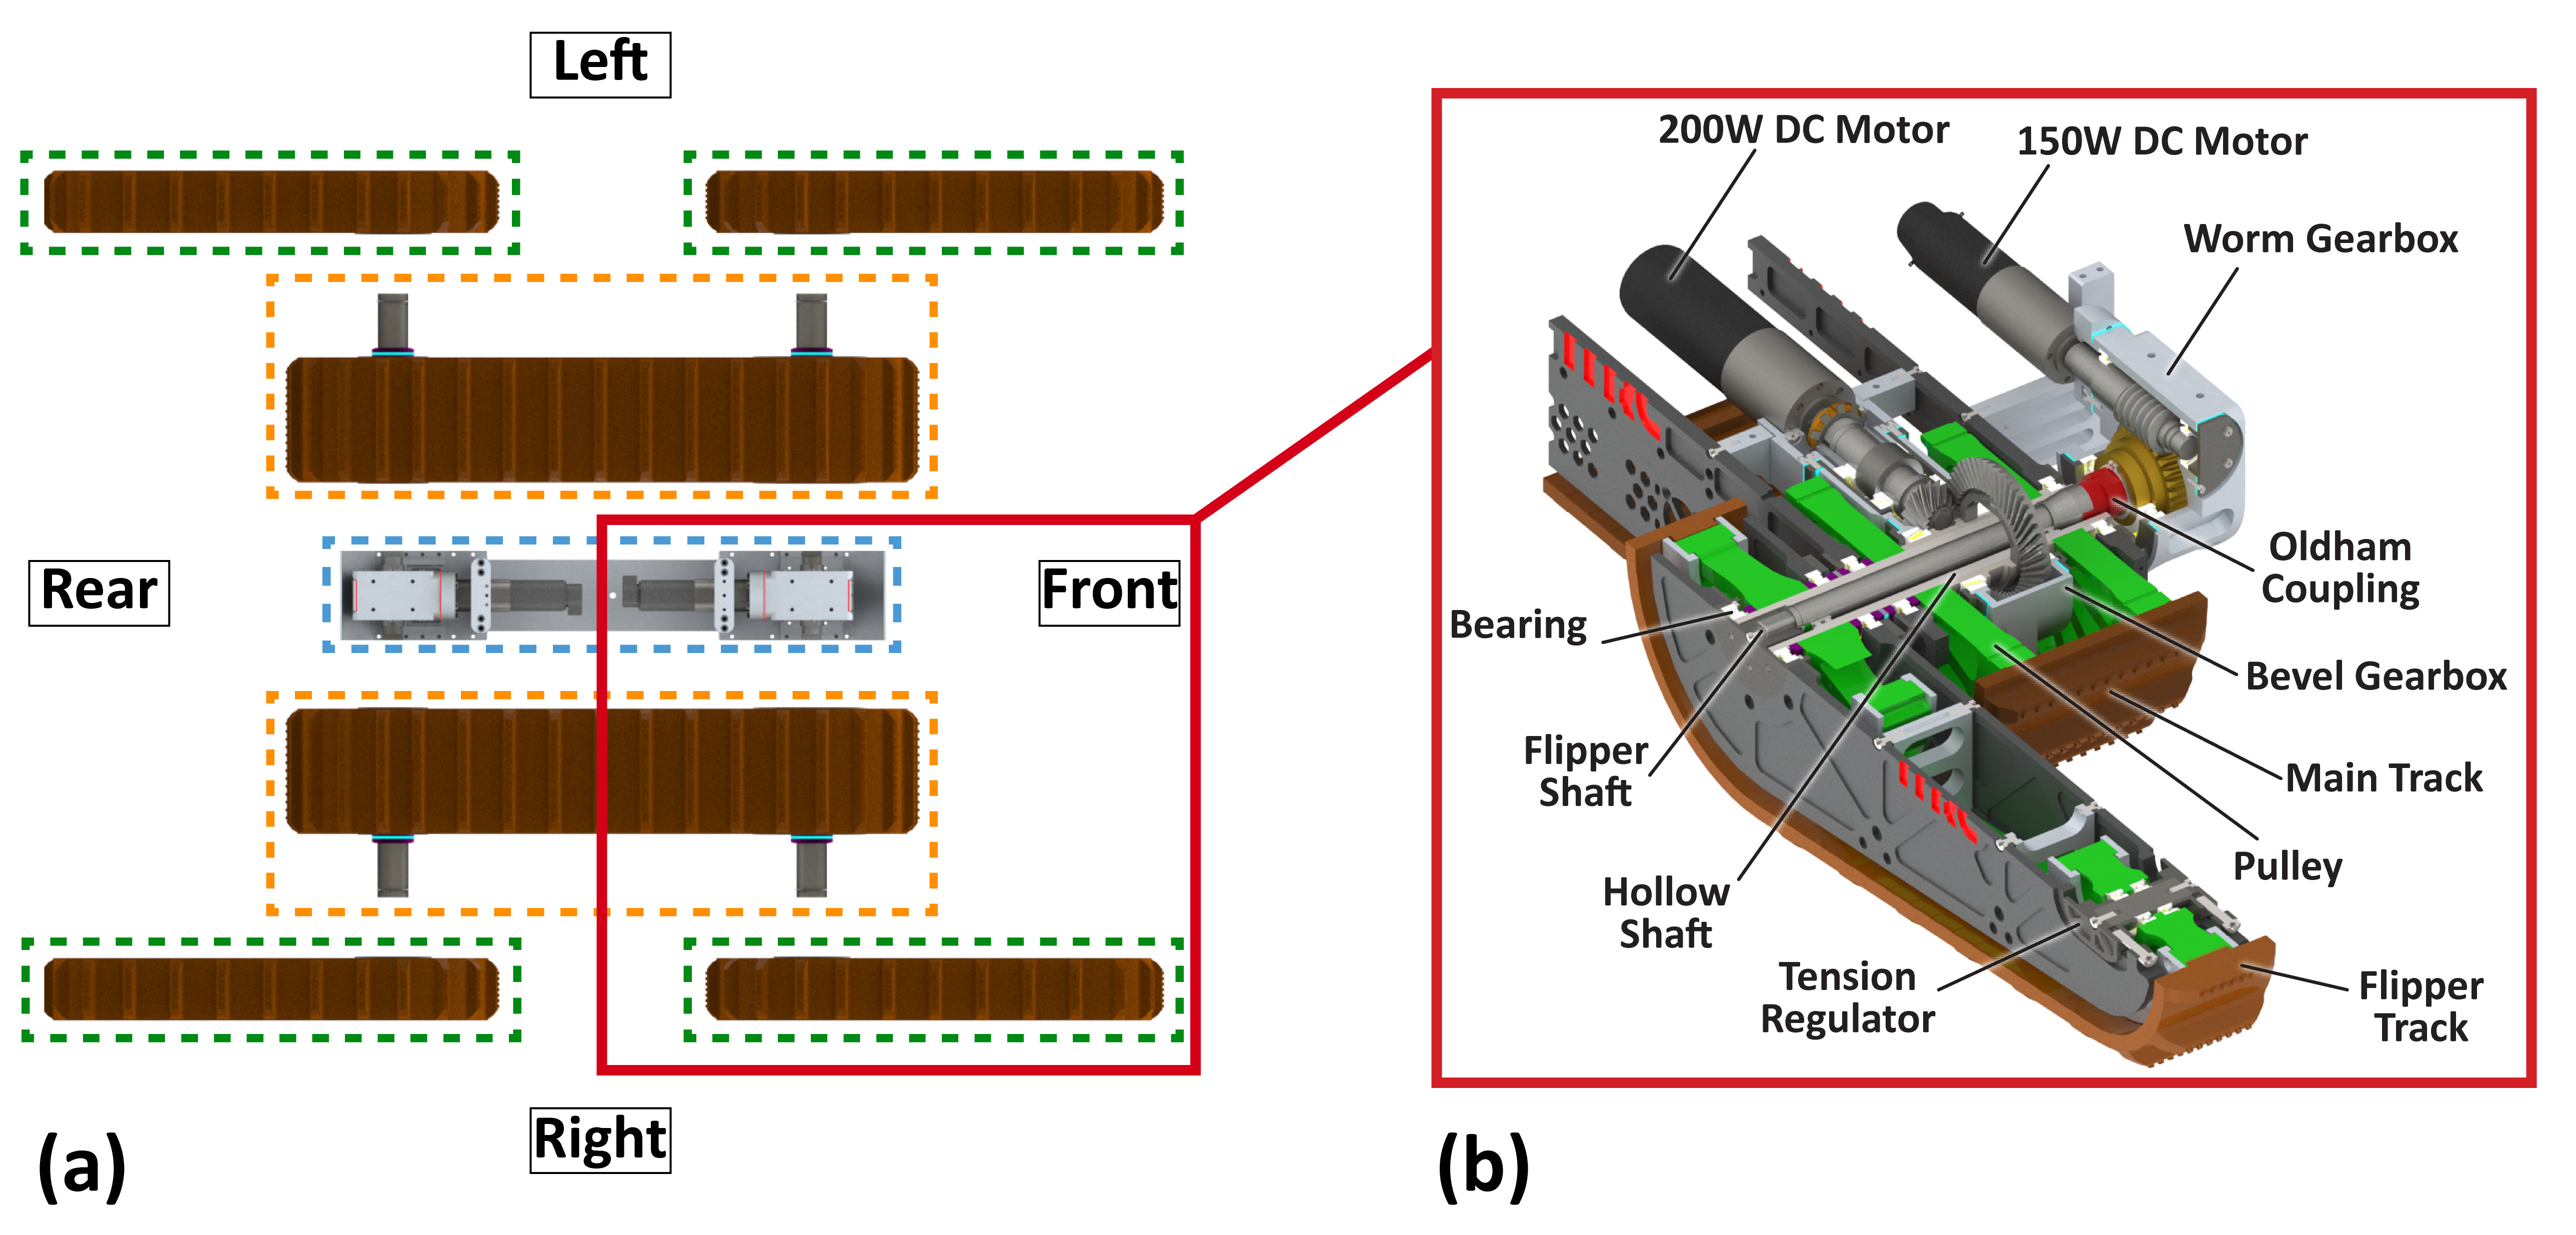 Left
Rear
Front
Right
(a)
200W DC Motor
150W DC Motor
Worm Gearbox
Oldham
Coupling
Bearing
Bevel Gearbox
Flipper
Shaft
Main Track
Pulley
Hollow
Shaft
Tension
Regulator
Flipper
Track
(b)